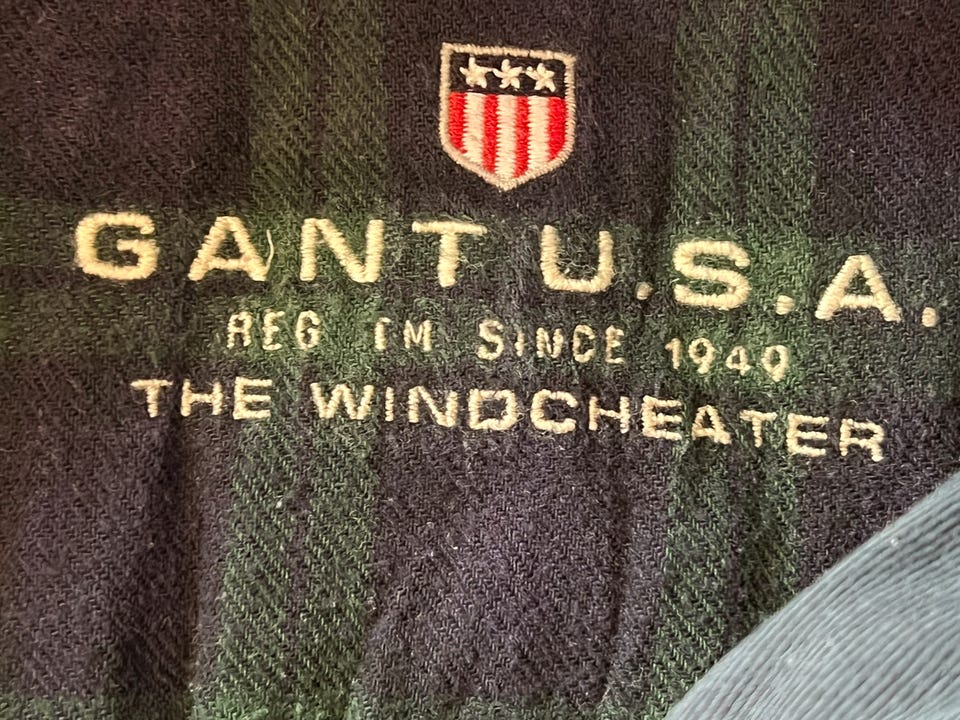 GANT U.S.A.
REG TM SINCE 1949
THE WINDCHEATER